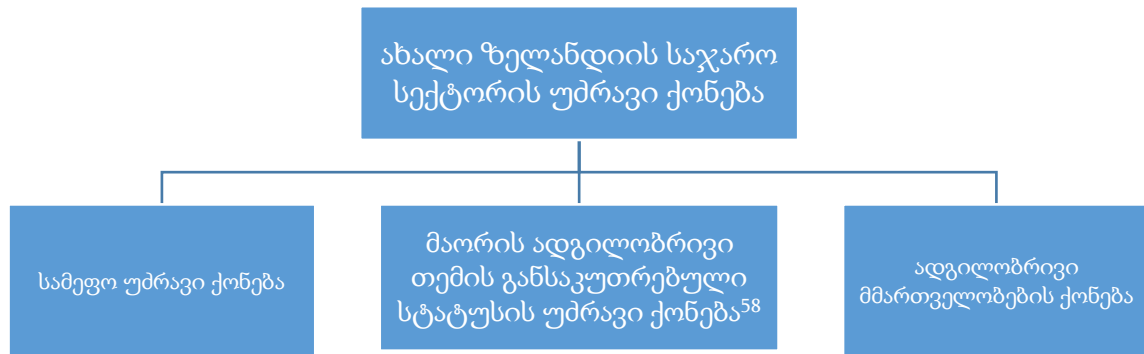 ახალი ზელანდიის საჯარო
სექტორის უძრავი ქონება
სამეფო უძრავი ქონება
მაორის ადგილობრივი
თემის განსაკუთრებული
სტატუსის უძრავი ქონება58
ადგილობრივი
მმართველობების ქონება